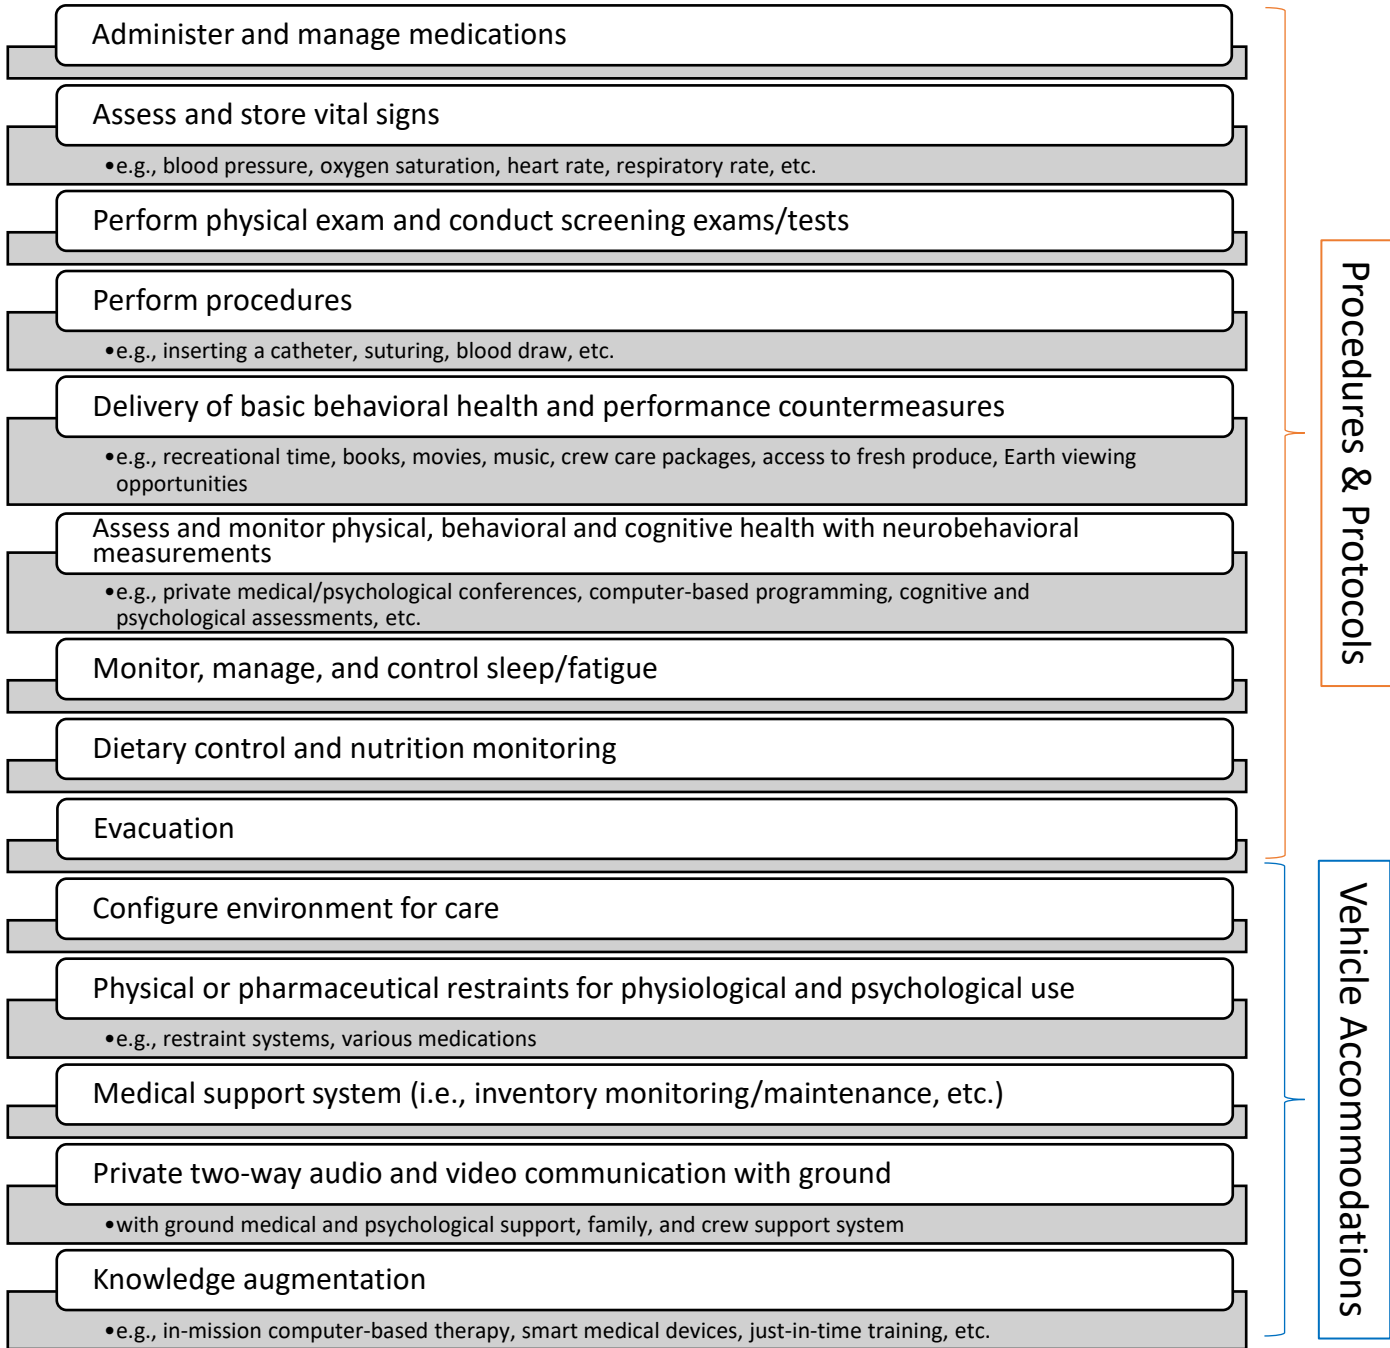 Administer and manage medications
Assess and store vital signs
•e.g., blood pressure, oxygen saturation, heart rate, respiratory rate, etc.
Perform physical exam and conduct screening exams/tests
Perform procedures
•e.g., inserting a catheter, suturing, blood draw, etc.
Delivery of basic behavioral health and performance countermeasures
•e.g., recreational time, books, movies, music, crew care packages, access to fresh produce, Earth viewing
opportunities
Assess and monitor physical, behavioral and cognitive health with neurobehavioral
measurements
•e.g., private medical/psychological conferences, computer-based programming, cognitive and
psychological assessments, etc.
Monitor, manage, and control sleep/fatigue
Dietary control and nutrition monitoring
Evacuation
Procedures & Protocols
Configure environment for care
Physical or pharmaceutical restraints for physiological and psychological use
•e.g., restraint systems, various medications
Medical support system (i.e., inventory monitoring/maintenance, etc.)
Private two-way audio and video communication with ground
•with ground medical and psychological support, family, and crew support system
Knowledge augmentation
•e.g., in-mission computer-based therapy, smart medical devices, just-in-time training, etc.
Vehicle Accommodations